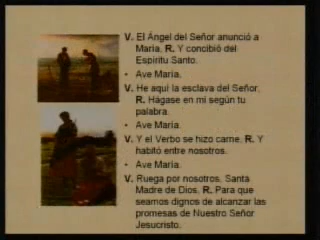 V. El Ángel del Señor anunció a
María, R. Y concibió del
Espíritu Santo.
• Ave María.
V. He aquí la esclava del Señor,
R. Hágase en mí según tu
palabra.
• Ave María.
V. Y el Verbo se hizo carne, R. Y
habitó entre nosotros.
• Ave María.
V. Ruega por nosotros, Santa
Madre de Dios, R. Para que
seamos dignos de alcanzar las
promesas de Nuestro Señor
Jesucristo.